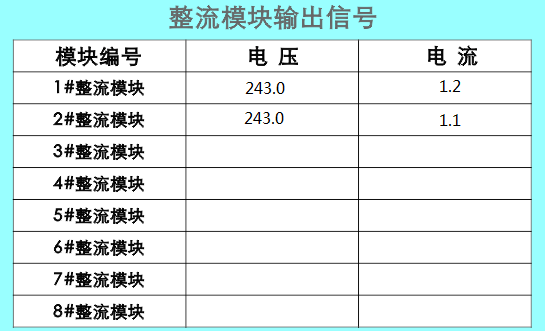 整流模块输出信号
模块编号 电 压 电 流
1#整流模块 243.0 1.2
2#整流模块 243.0 1.1
3#整流模块
4#整流模块
5#整流模块
6#整流模块
7#整流模块
8#整流模块